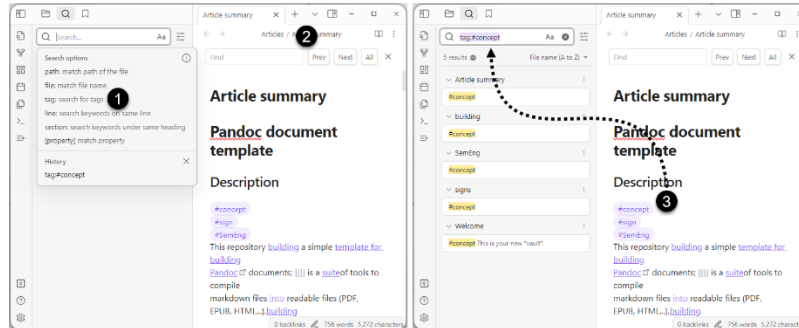 Article summary
Search...
Aa
Articles / Ar
2
summary
Search options
path: match path of the file
file: match file name
tag: search for tags
1
line: search keywords on same line
section: search keywords under same heading
[property] match property
History
tag:#concept
Find
Prev
Next
All
Article summary
Pandoc document
template
Description
#concept
#sign
#SemEng
This repository building a simple template for
building
Pandoc documents; [[]] is a suiteof tools to
compile
markdown files into readable files (PDF,
EPUB, HTML...).building
0 backlinks
756 words
5,272 characters
Article summary
tag:#concept
Aa
Articles / Article summary
5 results
File name (A to Z)
Find
Prev
Next
All
Article summary
1
#concept
building
1
#concept
SemEng
1
#concept
signs
1
#concept
Welcome
1
#concept This is your new "vault".
Article summary
Pandoc document
template
Description
3
#concept
#sign
#SemEng
This repository building a simple template for
building
Pandoc documents; [[]] is a suiteof tools to
compile
markdown files into readable files (PDF,
EPUB, HTML...).building
0 backlinks
756 words
5,272 character